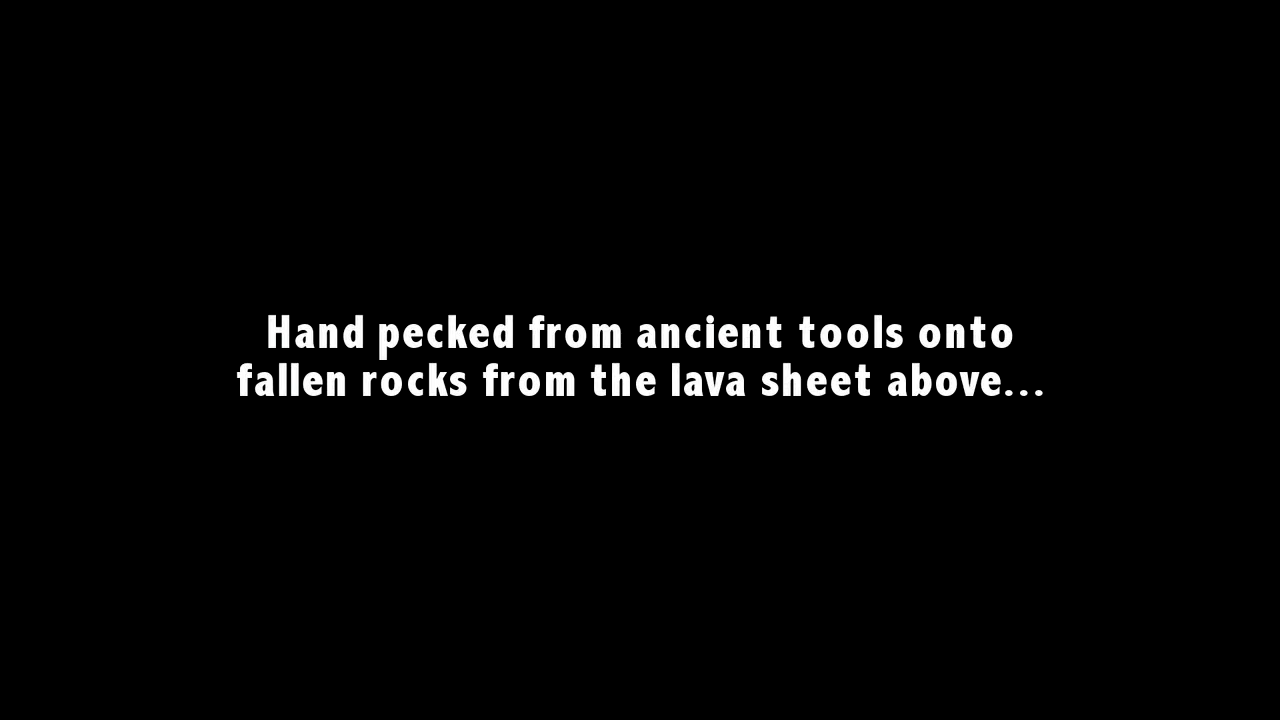 Hand pecked from ancient tools onto
fallen rocks from the lava sheet above...